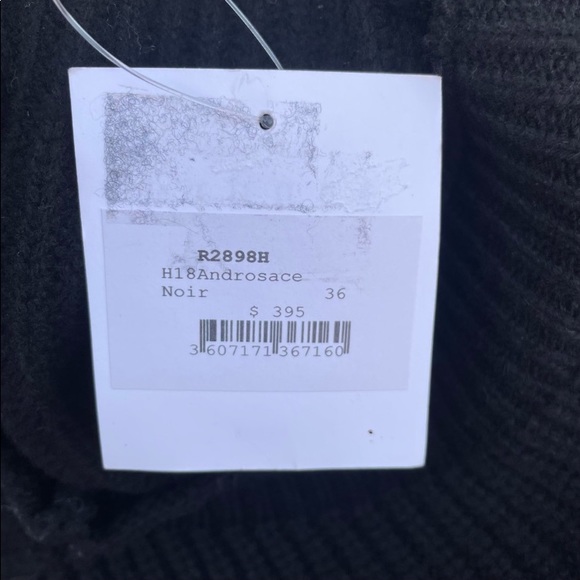 R2898H
H18Androsace
Noir 36
$ 395
3 607171 367160